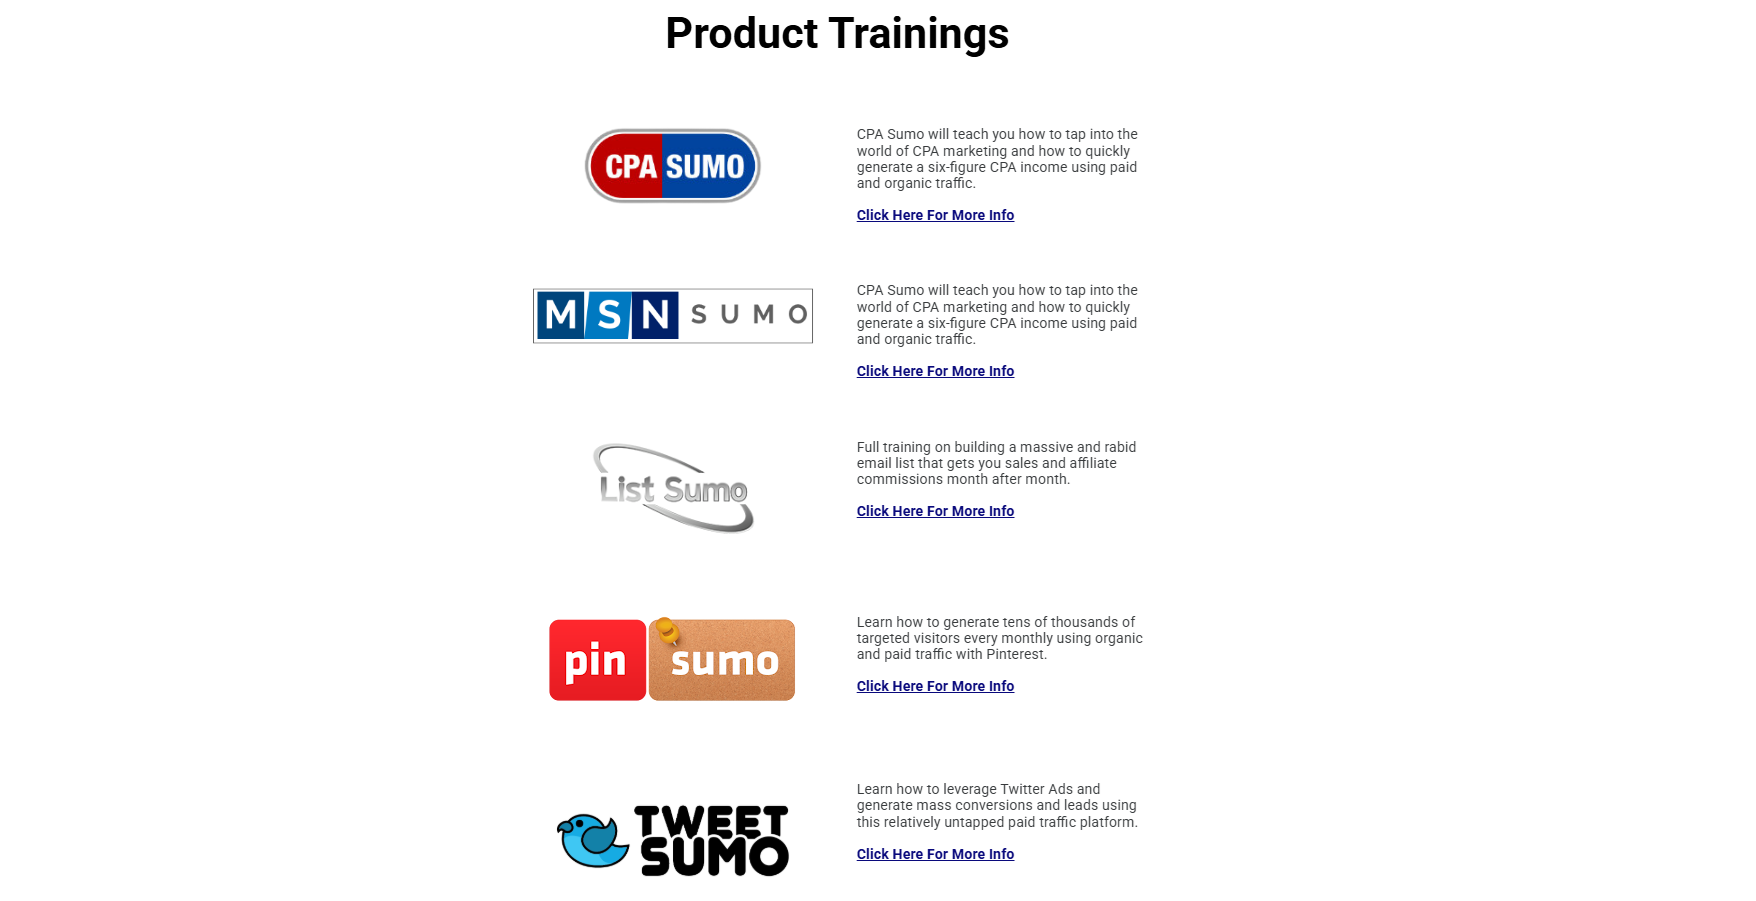 Product Trainings
CPA SUMO
CPA Sumo will teach you how to tap into the
world of CPA marketing and how to quickly
generate a six-figure CPA income using paid
and organic traffic.
Click Here For More Info
MSN SUMO
CPA Sumo will teach you how to tap into the
world of CPA marketing and how to quickly
generate a six-figure CPA income using paid
and organic traffic.
Click Here For More Info
List Sumo
Full training on building a massive and rabid
email list that gets you sales and affiliate
commissions month after month.
Click Here For More Info
pin sumo
Learn how to generate tens of thousands of
targeted visitors every monthly using organic
and paid traffic with Pinterest.
Click Here For More Info
TWEET
SUMO
Learn how to leverage Twitter Ads and
generate mass conversions and leads using
this relatively untapped paid traffic platform.
Click Here For More Info